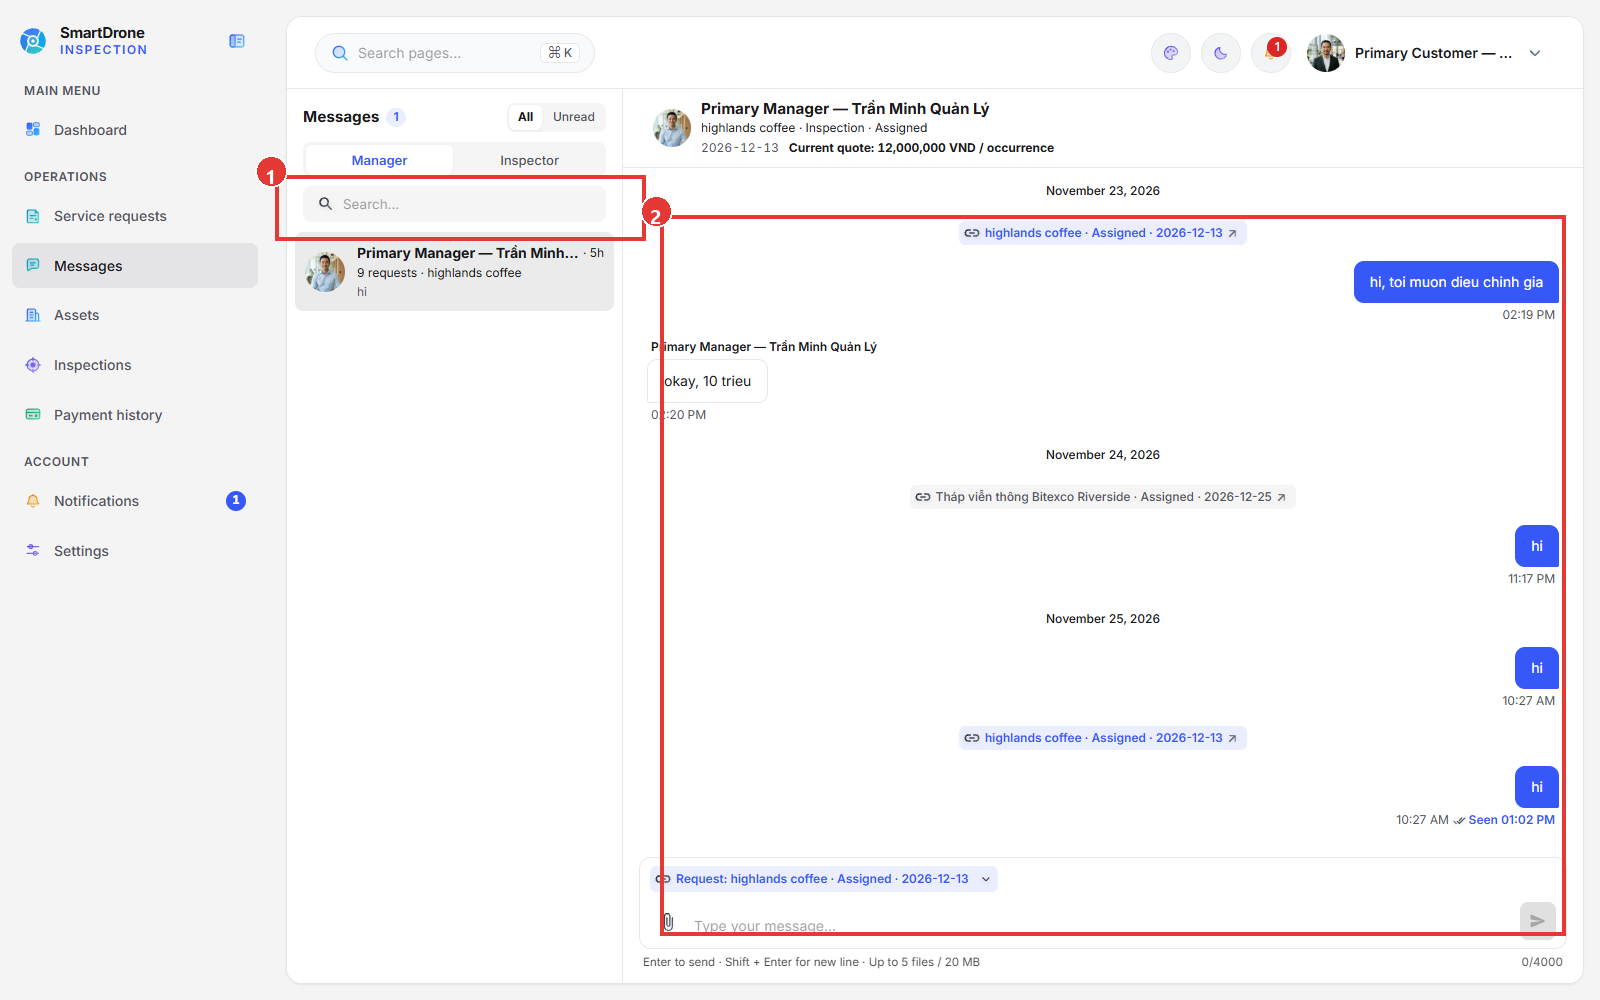 SmartDrone
INSPECTION
MAIN MENU
Dashboard
OPERATIONS
Service requests
Messages
Assets
Inspections
Payment history
ACCOUNT
Notifications
1
Settings
Search pages...
⌘ K
1
Primary Customer — ...
Messages 1
All Unread
Manager Inspector
1
Search...
Primary Manager — Trần Minh... · 5h
9 requests · highlands coffee
hi
Primary Manager — Trần Minh Quản Lý
highlands coffee · Inspection · Assigned
2026-12-13 Current quote: 12,000,000 VND / occurrence
November 23, 2026
2
highlands coffee · Assigned · 2026-12-13
hi, toi muon dieu chinh gia
02:19 PM
Primary Manager — Trần Minh Quản Lý
okay, 10 trieu
02:20 PM
November 24, 2026
Tháp viễn thông Bitexco Riverside · Assigned · 2026-12-25
hi
11:17 PM
November 25, 2026
hi
10:27 AM
highlands coffee · Assigned · 2026-12-13
hi
10:27 AM Seen 01:02 PM
Request: highlands coffee · Assigned · 2026-12-13
Type your message...
Enter to send · Shift + Enter for new line · Up to 5 files / 20 MB
0/4000